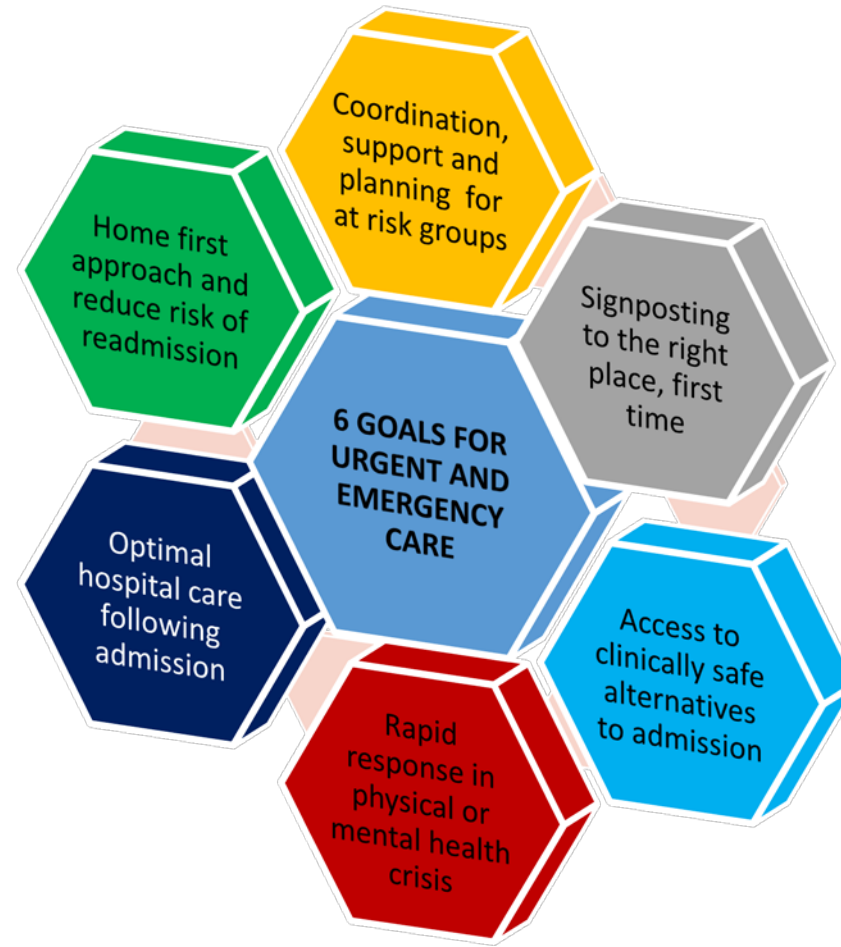 Coordination,
support and
planning for
at risk groups
Signposting
to the right
place, first
time
Access to
clinically safe
alternatives
to admission
Rapid
response in
physical or
mental health
crisis
Optimal
hospital care
following
admission
Home first
approach and
reduce risk of
readmission
6 GOALS FOR
URGENT AND
EMERGENCY
CARE